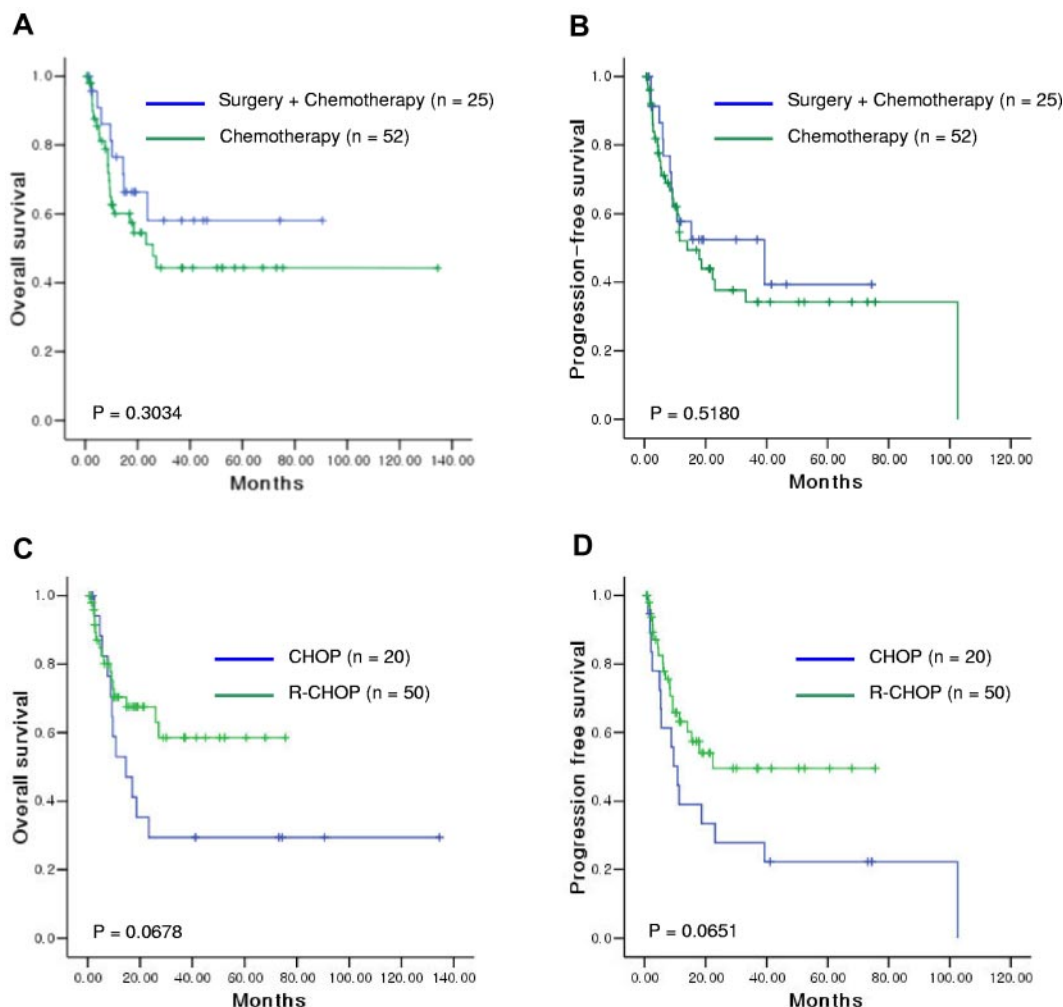 A
Overall survival
1.0
0.8
0.6
0.4
0.2
0.0
Surgery + Chemotherapy (n = 25)
Chemotherapy (n = 52)
P = 0.3034
0.00 20.00 40.00 60.00 80.00 100.00 120.00 140.00
Months
B
Progression-free survival
1.0
0.8
0.6
0.4
0.2
0.0
Surgery + Chemotherapy (n = 25)
Chemotherapy (n = 52)
P = 0.5180
0.00 20.00 40.00 60.00 80.00 100.00 120.00
Months
C
Overall survival
1.0
0.8
0.6
0.4
0.2
0.0
CHOP (n = 20)
R-CHOP (n = 50)
P = 0.0678
0.00 20.00 40.00 60.00 80.00 100.00 120.00 140.00
Months
D
Progression free survival
1.0
0.8
0.6
0.4
0.2
0.0
CHOP (n = 20)
R-CHOP (n = 50)
P = 0.0651
0.00 20.00 40.00 60.00 80.00 100.00 120.00
Months